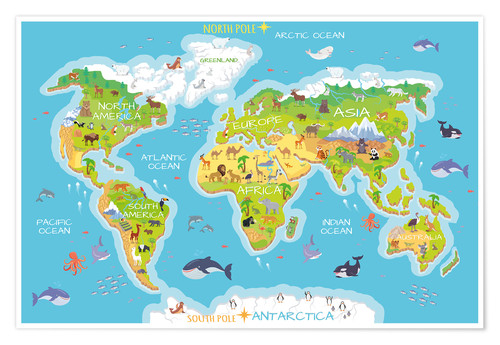 NORTH POLE
ARCTIC OCEAN
GREENLAND
NORTH
AMERICA
EUROPE
ASIA
ATLANTIC
OCEAN
AFRICA
SOUTH
AMERICA
PACIFIC
OCEAN
INDIAN
OCEAN
AUSTRALIA
SOUTH POLE
ANTARCTICA